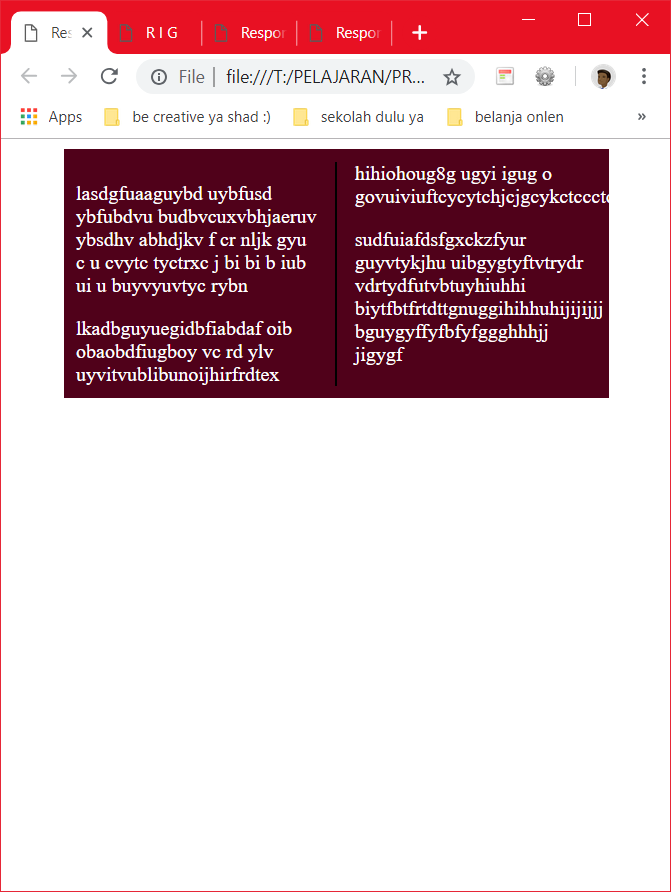 Res
R I G
Respon
Respon
File
file:///T:/PELAJARAN/PR...
Apps
be creative ya shad :)
sekolah dulu ya
belanja onlen
»
lasdgfuaaguybd uybfusd
ybfubdvu budbvcuxvbhjaeruv
ybsdhv abhdjkv f cr nljk gyu
c u cvytc tyctrxc j bi bi b iub
ui u buyvyuvtyc rybn
lkadbguyuegidbfiabdaf oib
obaobdfiugboy vc rd ylv
uyvitvublibunoijhirfrdtex
hihiohoug8g ugyi igug o
govuiviuftcycytchjcjgcykctccctc
sudfuiafdsfgxckzfyur
guyvtykjhu uibgygtyftvtrydr
vdrtydfutvbtuyhiuhhi
biytfbtfrtdttgnuggihihhuhijijijjj
bguygyffyfbfyfggghhhjj
jigygf